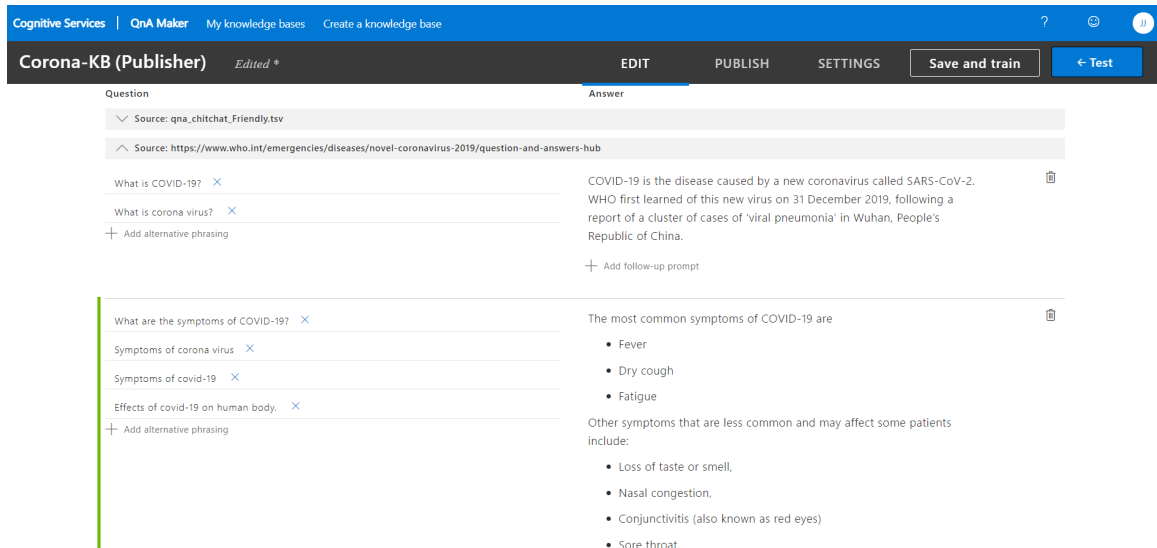 Cognitive Services | QnA Maker My knowledge bases Create a knowledge base ? JJ
Corona-KB (Publisher) Edited * EDIT PUBLISH SETTINGS Save and train ← Test
Question Answer
Source: qna_chitchat_Friendly.tsv
Source: https://www.who.int/emergencies/diseases/novel-coronavirus-2019/question-and-answers-hub
What is COVID-19?
What is corona virus?
Add alternative phrasing
COVID-19 is the disease caused by a new coronavirus called SARS-CoV-2.
WHO first learned of this new virus on 31 December 2019, following a
report of a cluster of cases of ‘viral pneumonia’ in Wuhan, People’s
Republic of China.
Add follow-up prompt
What are the symptoms of COVID-19?
Symptoms of corona virus
Symptoms of covid-19
Effects of covid-19 on human body.
Add alternative phrasing
The most common symptoms of COVID-19 are
• Fever
• Dry cough
• Fatigue
Other symptoms that are less common and may affect some patients
include:
• Loss of taste or smell,
• Nasal congestion,
• Conjunctivitis (also known as red eyes)
• Sore throat,